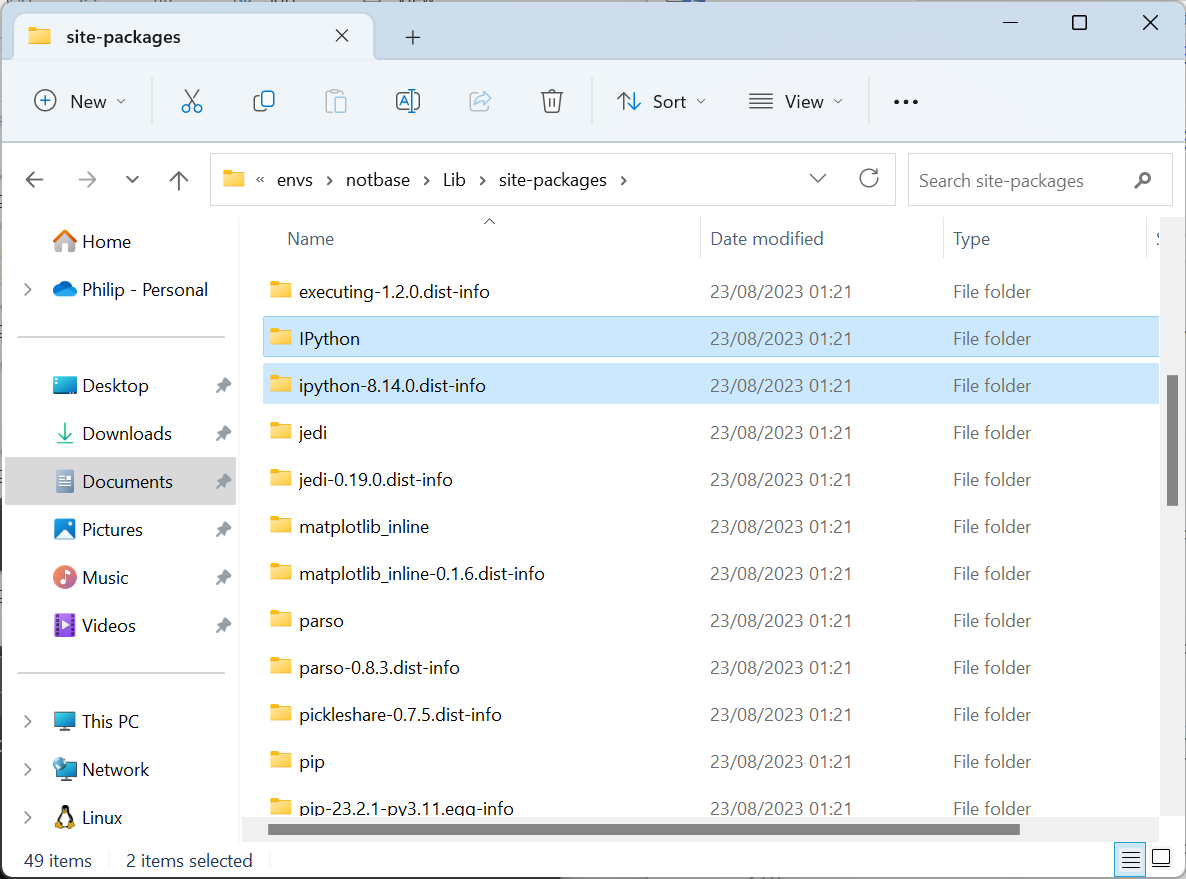 site-packages
New
Sort
View
« envs > notbase > Lib > site-packages >
Search site-packages
Home
Philip - Personal
Desktop
Downloads
Documents
Pictures
Music
Videos
This PC
Network
Linux
Name Date modified Type
executing-1.2.0.dist-info 23/08/2023 01:21 File folder
IPython 23/08/2023 01:21 File folder
ipython-8.14.0.dist-info 23/08/2023 01:21 File folder
jedi 23/08/2023 01:21 File folder
jedi-0.19.0.dist-info 23/08/2023 01:21 File folder
matplotlib_inline 23/08/2023 01:21 File folder
matplotlib_inline-0.1.6.dist-info 23/08/2023 01:21 File folder
parso 23/08/2023 01:21 File folder
parso-0.8.3.dist-info 23/08/2023 01:21 File folder
pickleshare-0.7.5.dist-info 23/08/2023 01:21 File folder
pip 23/08/2023 01:21 File folder
pip-23.2.1-py3.11.egg-info 23/08/2023 01:21 File folder
49 items 2 items selected